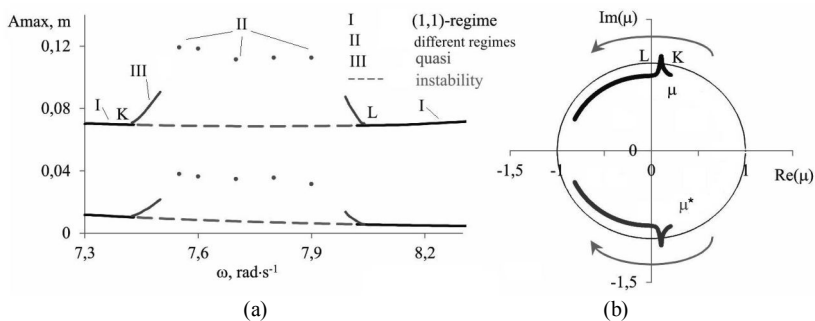 Amax, m
II
I
(1,1)-regime
II
different regimes
III
quasi
instability
0,12
III
0,08
I
K
L
I
0,04
0
7,3
7,6
7,9
8,2
ω, rad·s-1
(a)
Im(μ)
1,5
L
K
μ
0
-1,5
-1
0
1
Re(μ)
μ*
-1,5
(b)